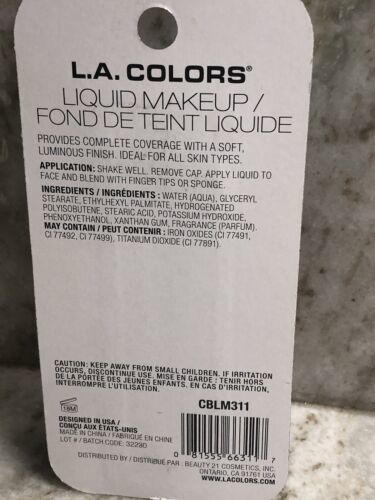 L.A. COLORS®
LIQUID MAKEUP /
FOND DE TEINT LIQUIDE
PROVIDES COMPLETE COVERAGE WITH A SOFT,
LUMINOUS FINISH. IDEAL FOR ALL SKIN TYPES.
APPLICATION: SHAKE WELL. REMOVE CAP. APPLY LIQUID TO
FACE AND BLEND WITH FINGER TIPS OR SPONGE.
INGREDIENTS / INGRÉDIENTS : WATER (AQUA), GLYCERYL
STEARATE, ETHYLHEXYL PALMITATE, HYDROGENATED
POLYISOBUTENE, STEARIC ACID, POTASSIUM HYDROXIDE,
PHENOXYETHANOL, XANTHAN GUM, FRAGRANCE (PARFUM).
MAY CONTAIN / PEUT CONTENIR : IRON OXIDES (CI 77491,
CI 77492, CI 77499), TITANIUM DIOXIDE (CI 77891).
CAUTION: KEEP AWAY FROM SMALL CHILDREN. IF IRRITATION
OCCURS, DISCONTINUE USE. MISE EN GARDE : TENIR HORS
DE LA PORTÉE DES JEUNES ENFANTS. EN CAS D'IRRITATION,
INTERROMPRE L'UTILISATION.
18M
CBLM311
DESIGNED IN USA /
CONÇU AUX ÉTATS-UNIS
MADE IN CHINA / FABRIQUÉ EN CHINE
LOT # / BATCH CODE: 3228D
0 81555 66311 7
DISTRIBUTED BY / DISTRIBUÉ PAR : BEAUTY 21 COSMETICS, INC.
ONTARIO, CA 91761 USA
WWW.LACOLORS.COM